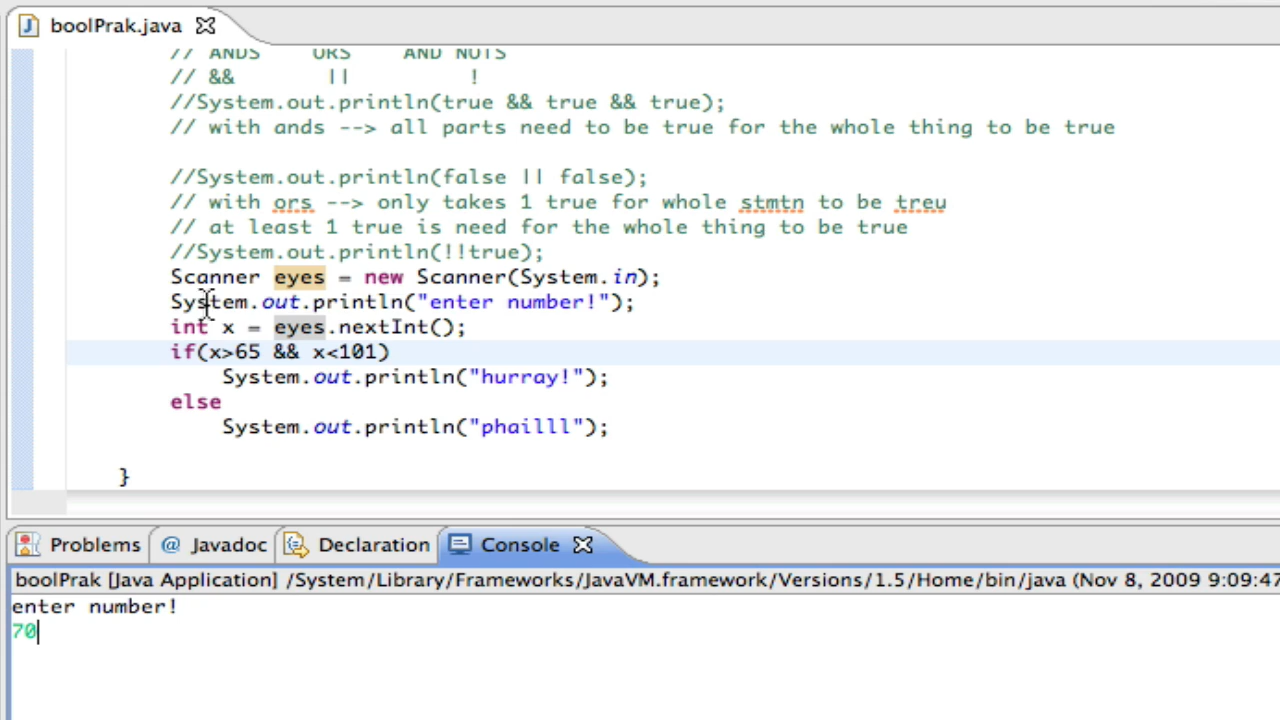 boolPrak.java
// ANDS    ORS    AND NOTS
// &&       ||         !
//System.out.println(true && true && true);
// with ands --> all parts need to be true for the whole thing to be true
//System.out.println(false || false);
// with ors --> only takes 1 true for whole stmtn to be treu
// at least 1 true is need for the whole thing to be true
//System.out.println(!!true);
Scanner eyes = new Scanner(System.in);
System.out.println("enter number!");
int x = eyes.nextInt();
if(x>65 && x<101)
    System.out.println("hurray!");
else
    System.out.println("phailll");
}
Problems @ Javadoc Declaration Console
boolPrak [Java Application] /System/Library/Frameworks/JavaVM.framework/Versions/1.5/Home/bin/java (Nov 8, 2009 9:09:47
enter number!
70